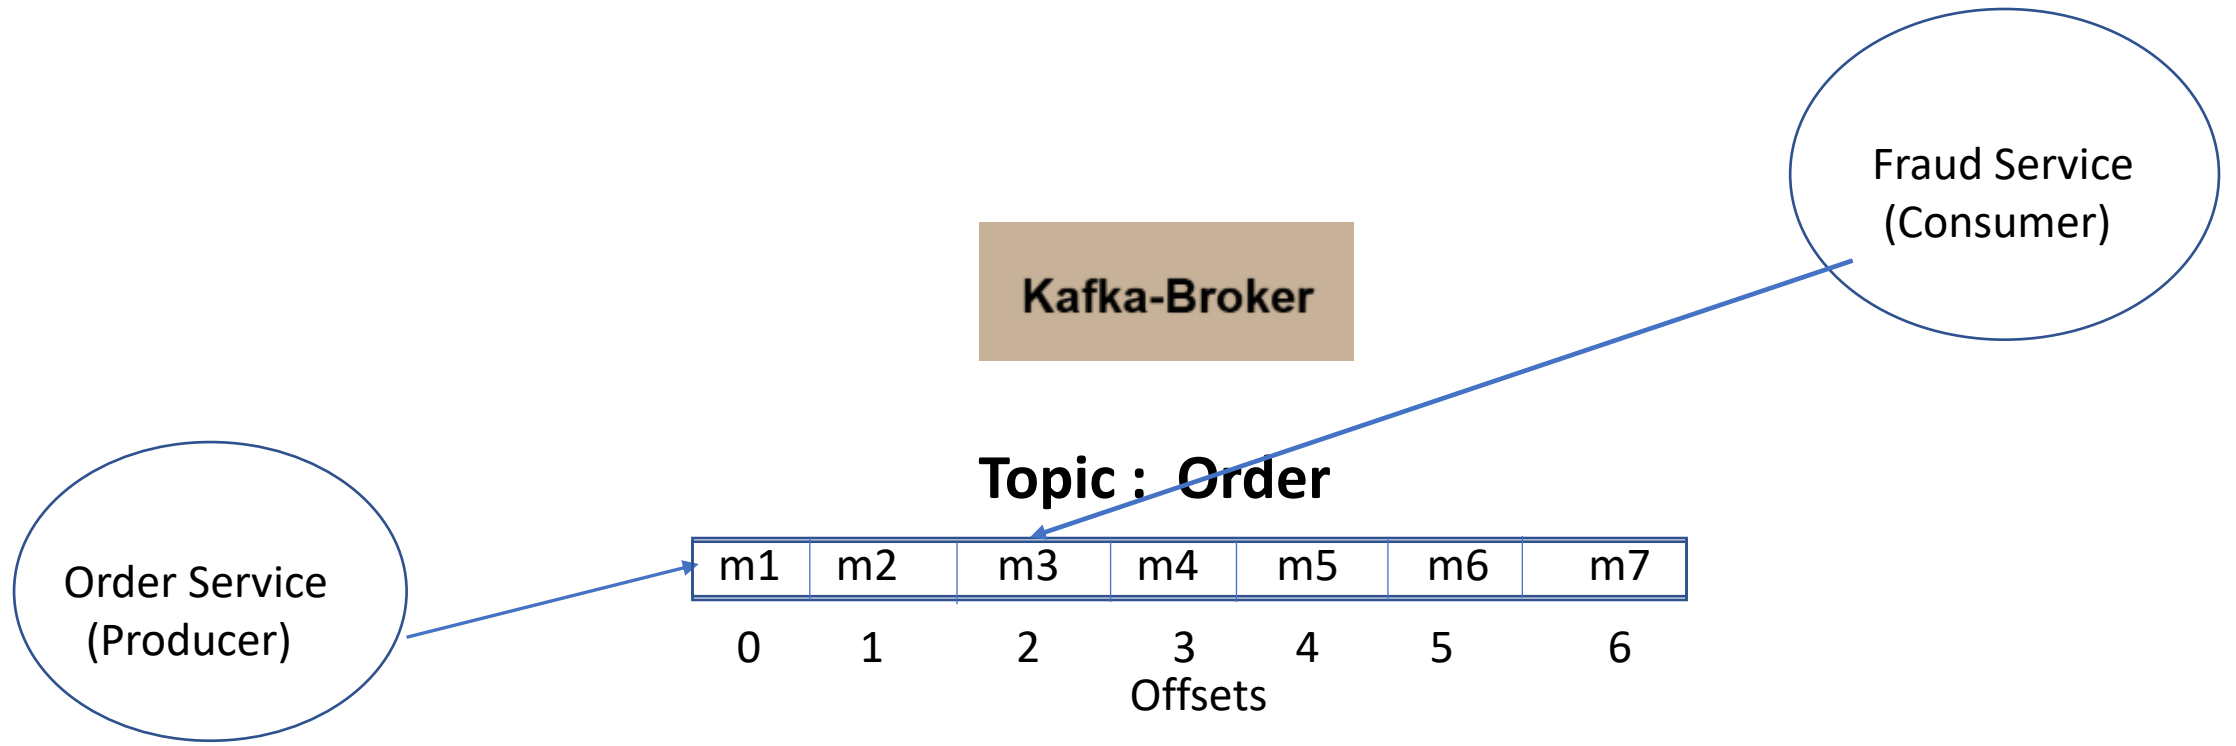 Fraud Service
(Consumer)
Kafka-Broker
Topic : Order
m1 m2 m3 m4 m5 m6 m7
Order Service
(Producer)
0 1 2 3 4 5 6
Offsets